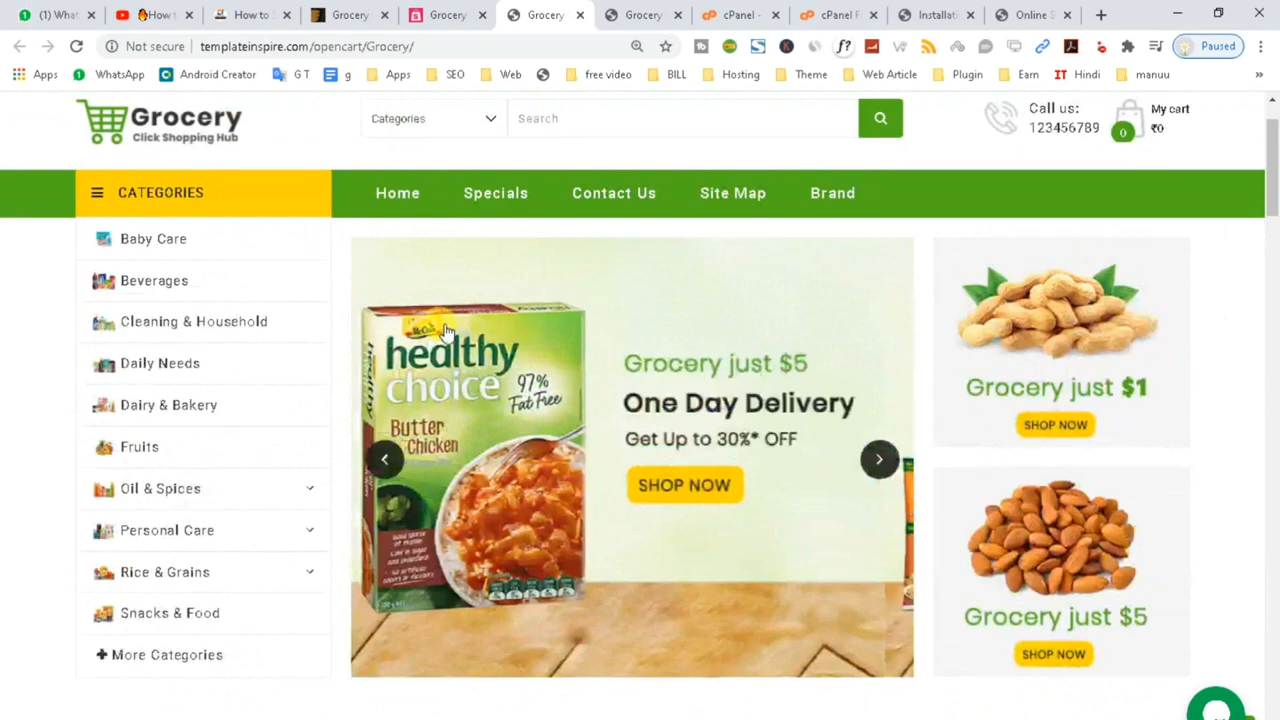 (1) What
How t
How to
Grocery
Grocery
Grocery
Grocery
cPanel -
cPanel F
Installati
Online S
Not secure
templateinspire.com/opencart/Grocery/
Paused
Apps
WhatsApp
Android Creator
G T
g
Apps
SEO
Web
free video
BILL
Hosting
Theme
Web Article
Plugin
Earn
IT Hindi
manuu
Grocery
Click Shopping Hub
Categories
Search
Call us:
123456789
0
My cart
₹0
CATEGORIES
Home
Specials
Contact Us
Site Map
Brand
Baby Care
Beverages
Cleaning & Household
Daily Needs
Dairy & Bakery
Fruits
Oil & Spices
Personal Care
Rice & Grains
Snacks & Food
More Categories
healthy
choice
97%
Fat Free
Butter
Chicken
Grocery just $5
One Day Delivery
Get Up to 30%* OFF
SHOP NOW
Grocery just $1
SHOP NOW
Grocery just $5
SHOP NOW